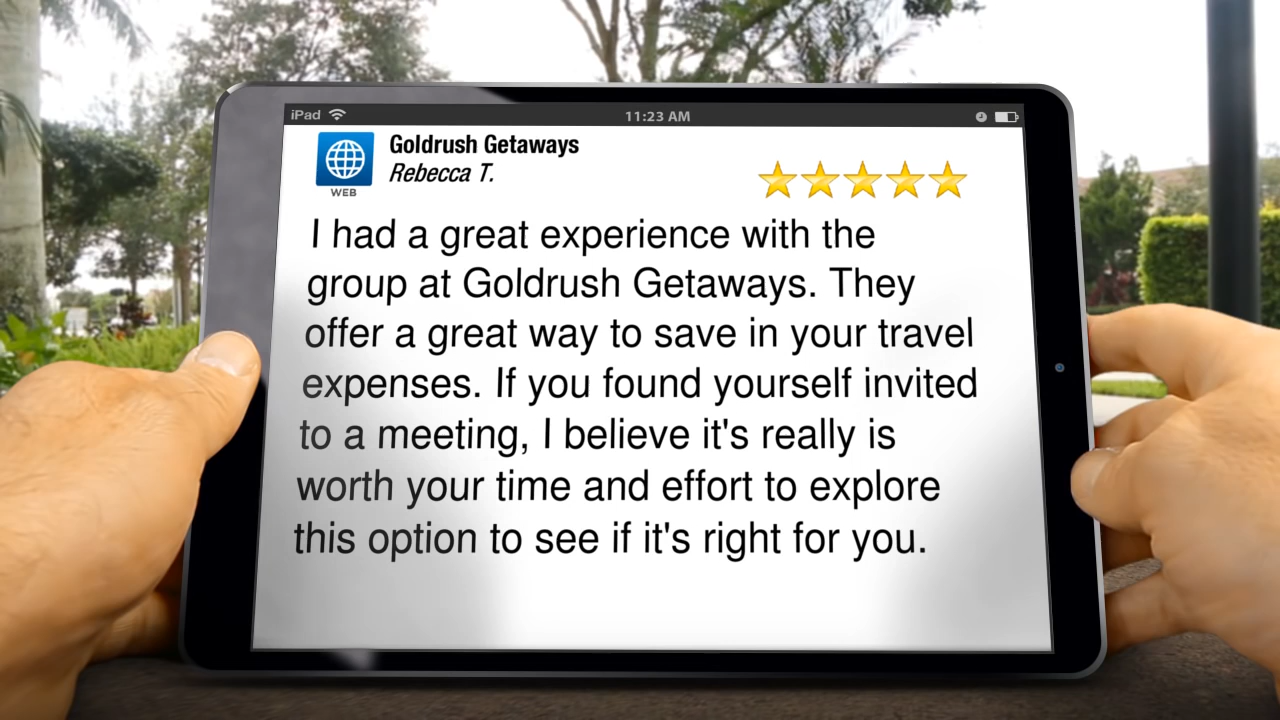 iPad
11:23 AM
Goldrush Getaways
Rebecca T.
WEB
I had a great experience with the
group at Goldrush Getaways. They
offer a great way to save in your travel
expenses. If you found yourself invited
to a meeting, I believe it's really is
worth your time and effort to explore
this option to see if it's right for you.